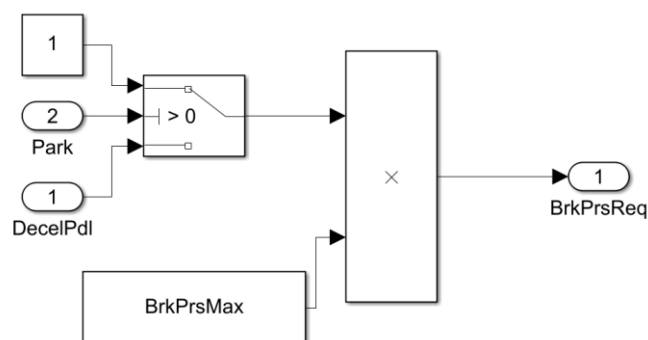 1
2
> 0
Park
×
1
1
DecelPdl
BrkPrsReq
BrkPrsMax